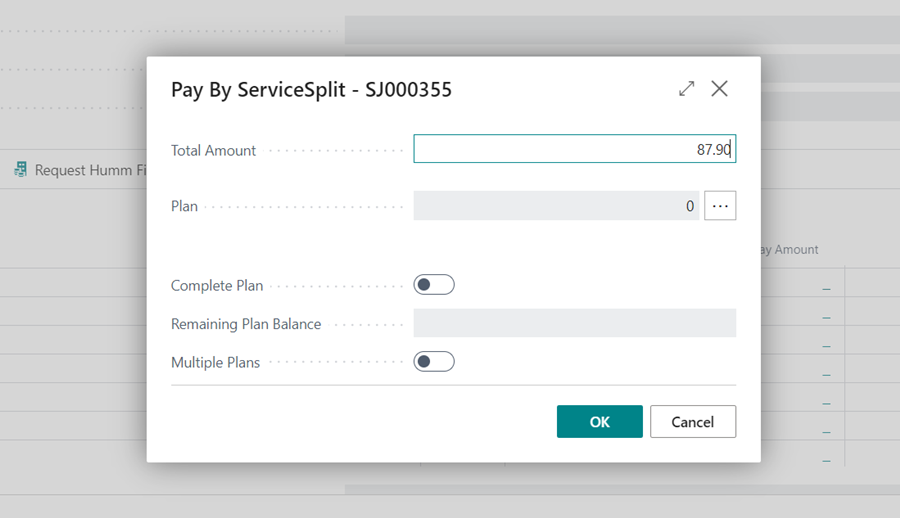 Pay By ServiceSplit - SJ000355
Total Amount 87.90
Request Humm Fi
Plan 0 ...
ay Amount
Complete Plan
Remaining Plan Balance
Multiple Plans
OK Cancel